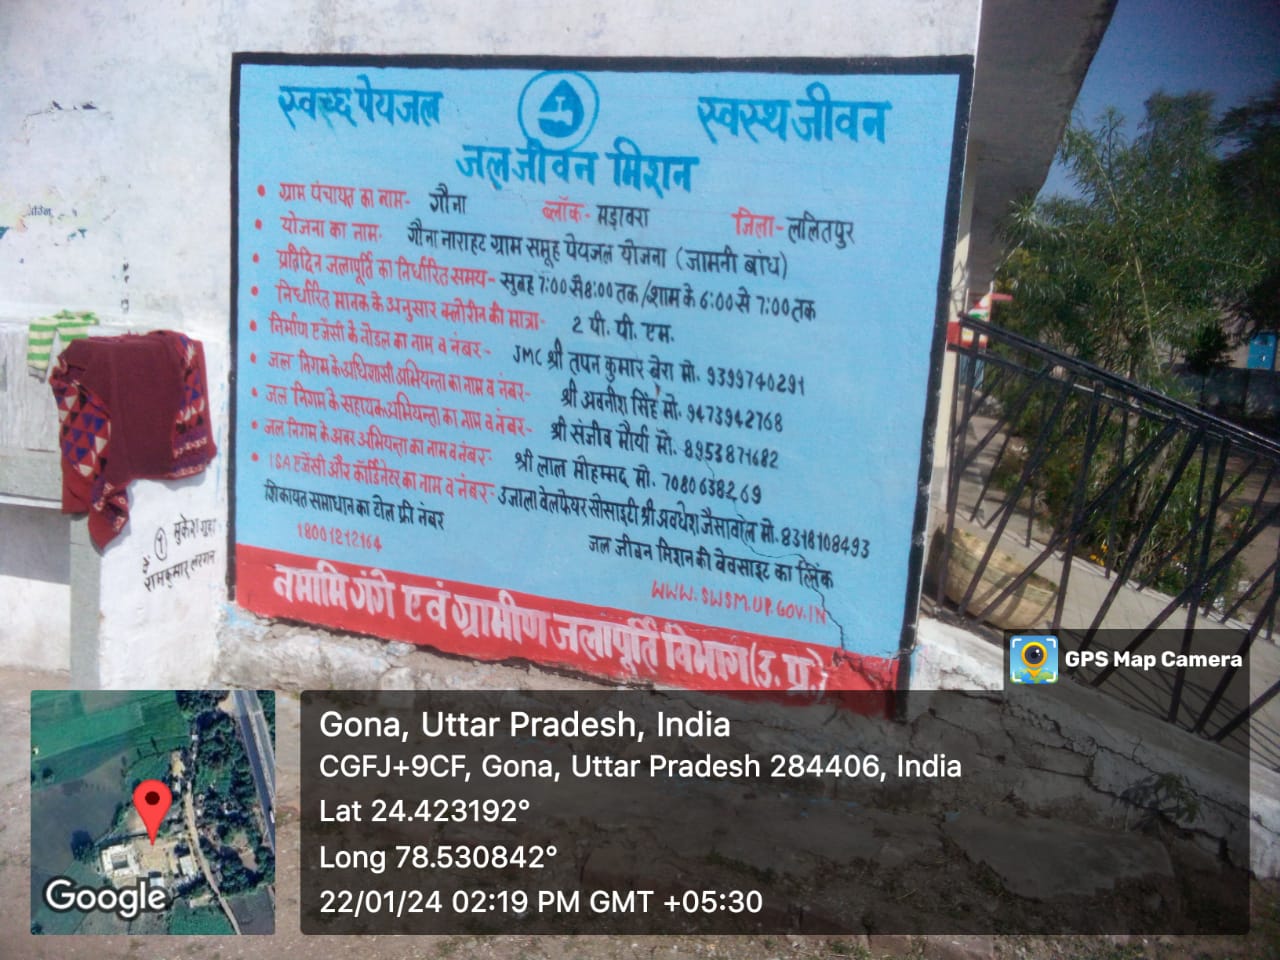 स्वच्छ पेयजल
स्वस्थ जीवन
जल जीवन मिशन
• ग्राम पंचायत का नाम- गौना ब्लॉक- मड़ावरा जिला- ललितपुर
• योजना का नाम- गौना नाराहट ग्राम समूह पेयजल योजना (जामनी बांध)
• प्रतिदिन जलापूर्ति का निर्धारित समय- सुबह 7:00 से 8:00 तक/शाम के 6:00 से 7:00 तक
• निर्धारित मानक के अनुसार क्लोरीन की मात्रा- 2 पी. पी. एम.
• निर्माण एजेंसी के नोडल का नाम व नंबर- JMC श्री तपन कुमार बेरा मो. 9399740291
• जल निगम के अधिशासी अभियन्ता का नाम व नंबर- श्री अवनीश सिंह मो. 9473942768
• जल निगम के सहायक अभियन्ता का नाम व नंबर- श्री संजीव मौर्या मो. 8953871682
• जल निगम के अवर अभियन्ता का नाम व नंबर- श्री लाल मोहम्मद मो. 7080638269
• ISA एजेंसी और कॉर्डिनेटर का नाम व नंबर- उजाला वेलफेयर सोसाइटी श्री अवधेश जैसावाल मो. 8318108493
शिकायत समाधान का टोल फ्री नंबर
18001212164
जल जीवन मिशन की वेवसाइट का लिंक
WWW.SWSM.UP.GOV.IN
नमामि गंगे एवं ग्रामीण जलापूर्ति विभाग (उ. प्र.)
① मुकेश
रामकुमार
GPS Map Camera
Gona, Uttar Pradesh, India
CGFJ+9CF, Gona, Uttar Pradesh 284406, India
Lat 24.423192°
Long 78.530842°
22/01/24 02:19 PM GMT +05:30
Google